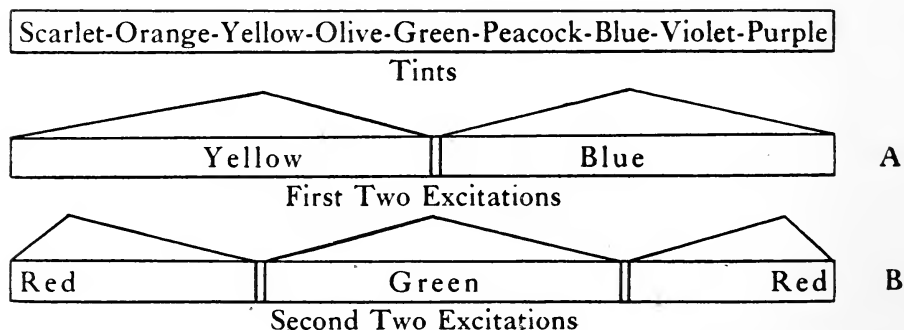 Scarlet-Orange-Yellow-Olive-Green-Peacock-Blue-Violet-Purple
Tints
Yellow Blue A
First Two Excitations
Red Green Red B
Second Two Excitations